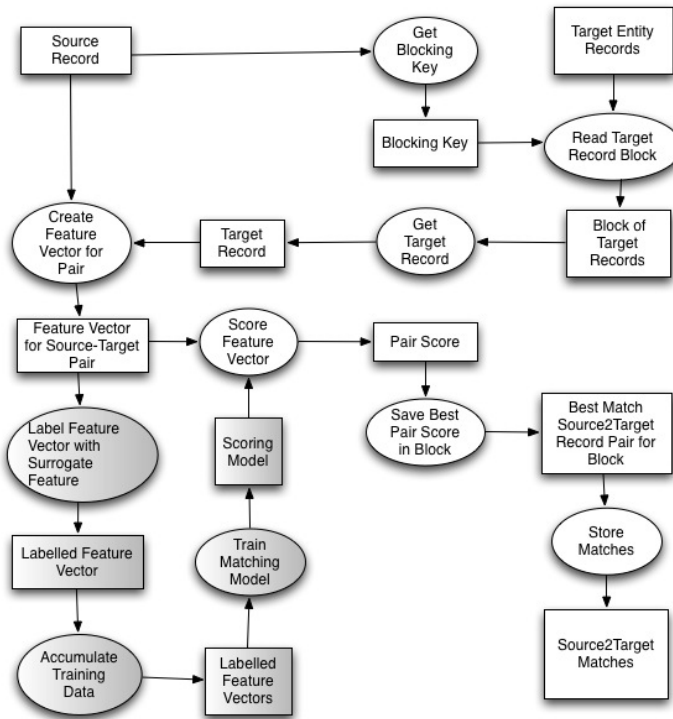 Source
Record
Get
Blocking
Key
Target Entity
Records
Blocking Key
Read Target
Record Block
Create
Feature
Vector for
Pair
Target
Record
Get
Target
Record
Block of
Target
Records
Feature Vector
for Source-Target
Pair
Score
Feature
Vector
Pair Score
Label Feature
Vector with
Surrogate
Feature
Scoring
Model
Save Best
Pair Score
in Block
Best Match
Source2Target
Record Pair for
Block
Labelled Feature
Vector
Train
Matching
Model
Store
Matches
Accumulate
Training
Data
Labelled
Feature
Vectors
Source2Target
Matches